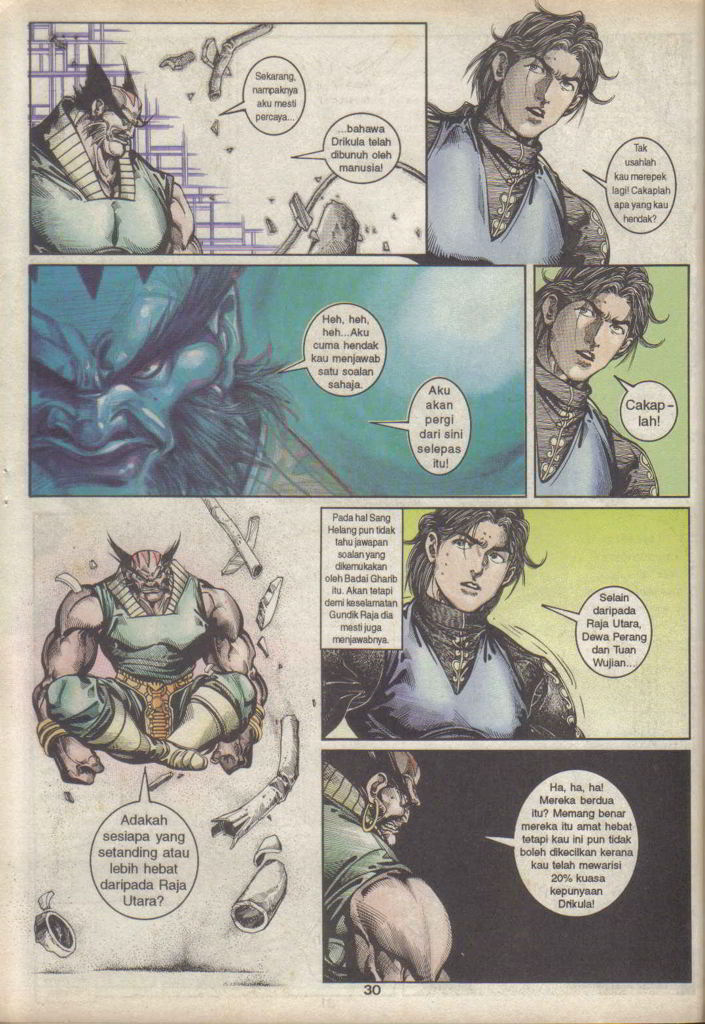 Sekarang,
nampaknya
aku mesti
percaya...
...bahawa
Drikula telah
dibunuh oleh
manusia!
Tak
usahlah
kau merepek
lagi! Cakaplah
apa yang kau
hendak?
Heh, heh,
heh...Aku
cuma hendak
kau menjawab
satu soalan
sahaja.
Aku
akan
pergi
dari sini
selepas
itu!
Cakap-
lah!
Adakah
sesiapa yang
setanding atau
lebih hebat
daripada Raja
Utara?
Pada hal Sang
Helang pun tidak
tahu jawapan
soalan yang
dikemukakan
oleh Badai Gharib
itu. Akan tetapi
demi keselamatan
Gundik Raja dia
mesti juga
menjawabnya.
Selain
daripada
Raja Utara,
Dewa Perang
dan Tuan
Wujian...
Ha, ha, ha!
Mereka berdua
itu? Memang benar
mereka itu amat hebat
tetapi kau ini pun tidak
boleh dikecilkan kerana
kau telah mewarisi
20% kuasa
kepunyaan
Drikula!
30